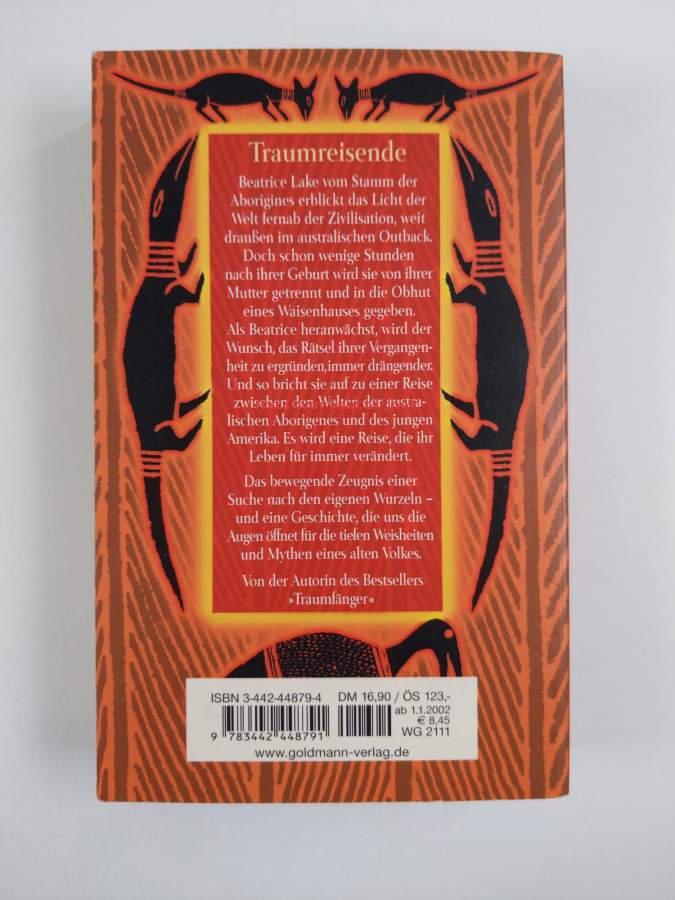 Traumreisende
Beatrice Lake vom Stamm der
Aborigines erblickt das Licht der
Welt fernab der Zivilisation, weit
draußen im australischen Outback.
Doch schon wenige Stunden
nach ihrer Geburt wird sie von ihrer
Mutter getrennt und in die Obhut
eines Waisenhauses gegeben.
Als Beatrice heranwächst, wird der
Wunsch, das Rätsel ihrer Vergangen-
heit zu ergründen,immer drängender.
Und so bricht sie auf zu einer Reise
zwischen den Welten der austra-
lischen Aborigenes und des jungen
Amerika. Es wird eine Reise, die ihr
Leben für immer verändert.
Das bewegende Zeugnis einer
Suche nach den eigenen Wurzeln –
und eine Geschichte, die uns die
Augen öffnet für die tiefen Weisheiten
und Mythen eines alten Volkes.
Von der Autorin des Bestsellers
»Traumfänger«
ISBN 3-442-44879-4 DM 16,90 / ÖS 123,-
ab 1.1.2002
€ 8,45
WG 2111
9 783442 448791
www.goldmann-verlag.de